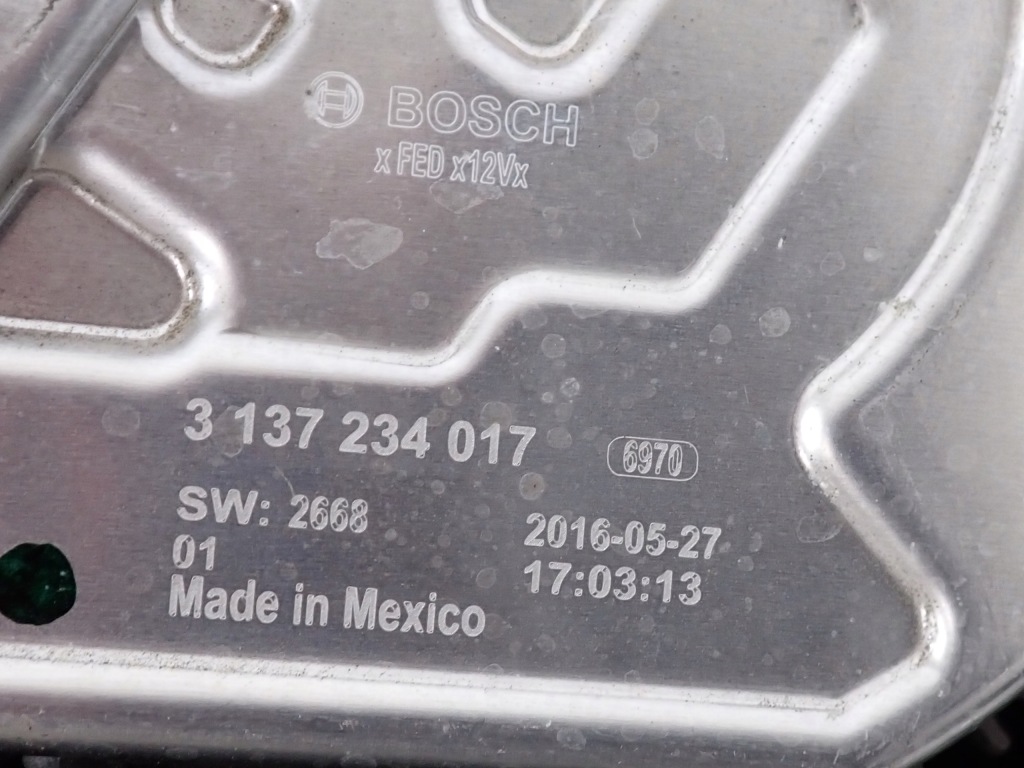 BOSCH
x FED x12Vx
3 137 234 017
6970
SW: 2668
01
Made in Mexico
2016-05-27
17:03:13